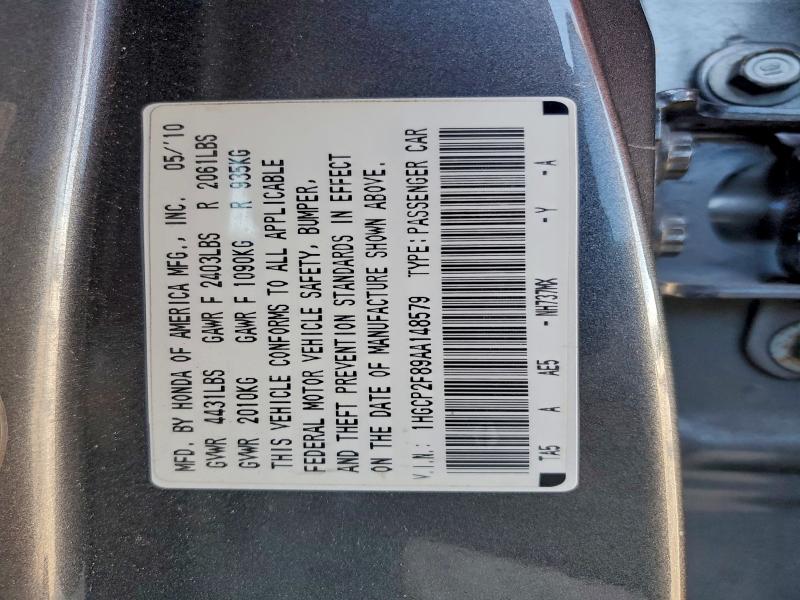 MFD. BY HONDA OF AMERICA MFG., INC. 05/'10
GVWR 4431LBS GAWR F 2403LBS R 2061LBS
GVWR 2010KG GAWR F 1090KG R 935KG
THIS VEHICLE CONFORMS TO ALL APPLICABLE
FEDERAL MOTOR VEHICLE SAFETY, BUMPER,
AND THEFT PREVENTION STANDARDS IN EFFECT
ON THE DATE OF MANUFACTURE SHOWN ABOVE.
V.I.N.: 1HGCP2F89AA148579 TYPE: PASSENGER CAR
TA5 A AE5 - NH737MX - Y - A